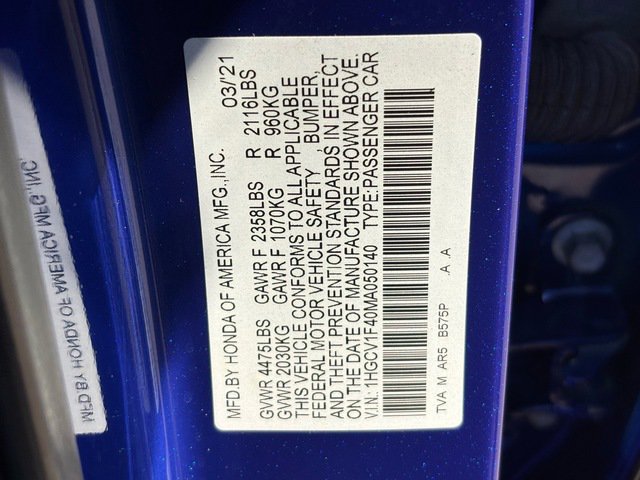 MFD.BY HONDA OF AMERICA MFG.,INC. 03/'21
GVWR 4475LBS GAWR F 2358LBS R 2116LBS
GVWR 2030KG GAWR F 1070KG R 960KG
THIS VEHICLE CONFORMS TO ALL APPLICABLE
FEDERAL MOTOR VEHICLE SAFETY , BUMPER,
AND THEFT PREVENTION STANDARDS IN EFFECT
ON THE DATE OF MANUFACTURE SHOWN ABOVE.
V.I.N.: 1HGCV1F40MA050140 TYPE:PASSENGER CAR
TVA M AR5 B575P .A .A
MFD BY HONDA OF AMERICA MFG.,INC.